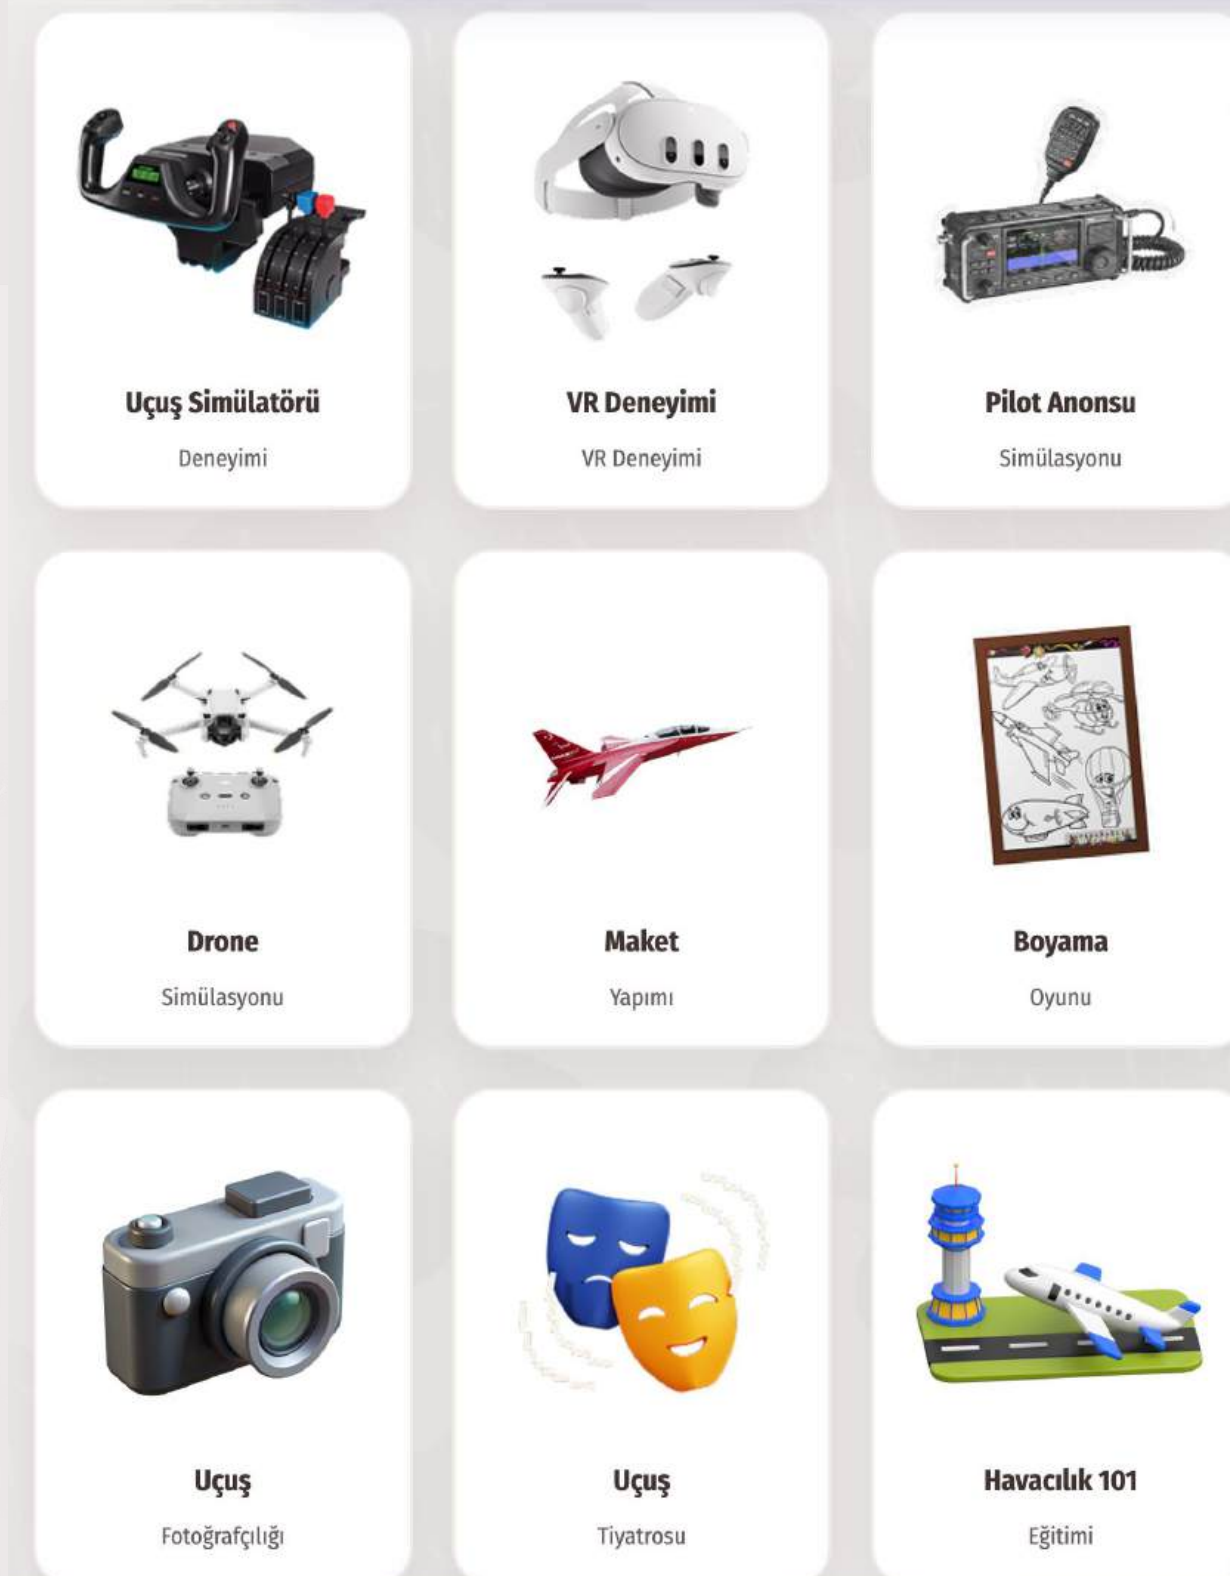 Uçuş Simülatörü
Deneyimi
VR Deneyimi
VR Deneyimi
Pilot Anonsu
Simülasyonu
Drone
Simülasyonu
Maket
Yapımı
Boyama
Oyunu
Uçuş
Fotoğrafçılığı
Uçuş
Tiyatrosu
Havacılık 101
Eğitimi